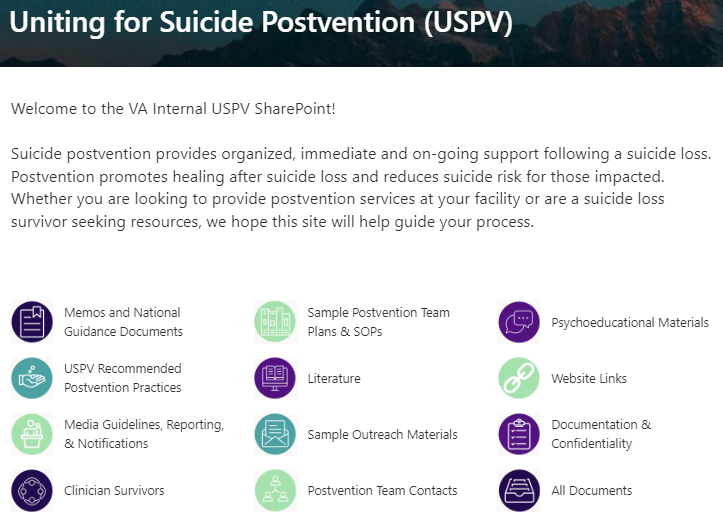 Uniting for Suicide Postvention (USPV)
Welcome to the VA Internal USPV SharePoint!
Suicide postvention provides organized, immediate and on-going support following a suicide loss.
Postvention promotes healing after suicide loss and reduces suicide risk for those impacted.
Whether you are looking to provide postvention services at your facility or are a suicide loss
survivor seeking resources, we hope this site will help guide your process.
Memos and National
Guidance Documents
Sample Postvention Team
Plans & SOPs
Psychoeducational Materials
USPV Recommended
Postvention Practices
Literature
Website Links
Media Guidelines, Reporting,
& Notifications
Sample Outreach Materials
Documentation &
Confidentiality
Clinician Survivors
Postvention Team Contacts
All Documents